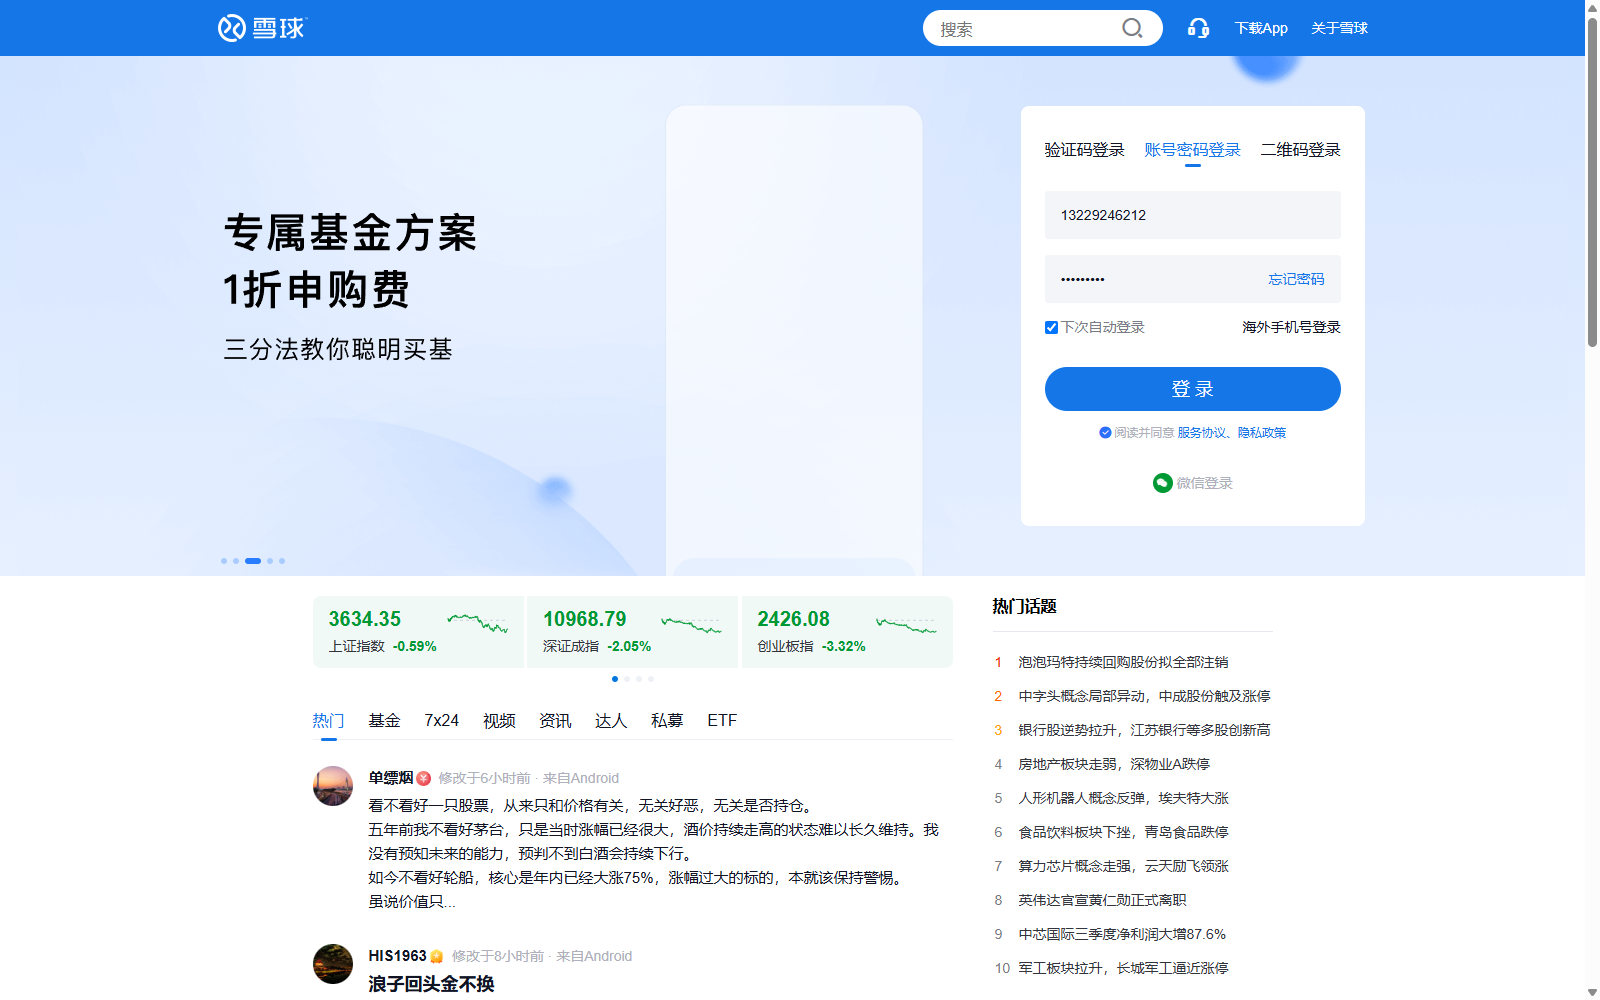 雪球
搜索
下载App
关于雪球
专属基金方案
1折申购费
三分法教你聪明买基
验证码登录
账号密码登录
二维码登录
13229246212
•••••••••
忘记密码
下次自动登录
海外手机号登录
登 录
阅读并同意 服务协议、隐私政策
微信登录
3634.35
上证指数 -0.59%
10968.79
深证成指 -2.05%
2426.08
创业板指 -3.32%
热门 基金 7x24 视频 资讯 达人 私募 ETF
单缥烟 修改于6小时前 · 来自Android
看不看好一只股票，从来只和价格有关，无关好恶，无关是否持仓。
五年前我不看好茅台，只是当时涨幅已经很大，酒价持续走高的状态难以长久维持。我
没有预知未来的能力，预判不到白酒会持续下行。
如今不看好轮船，核心是年内已经大涨75%，涨幅过大的标的，本就该保持警惕。
虽说价值只...
HIS1963 修改于8小时前 · 来自Android
浪子回头金不换
热门话题
1 泡泡玛特持续回购股份拟全部注销
2 中字头概念局部异动，中成股份触及涨停
3 银行股逆势拉升，江苏银行等多股创新高
4 房地产板块走弱，深物业A跌停
5 人形机器人概念反弹，埃夫特大涨
6 食品饮料板块下挫，青岛食品跌停
7 算力芯片概念走强，云天励飞领涨
8 英伟达官宣黄仁勋正式离职
9 中芯国际三季度净利润大增87.6%
10 军工板块拉升，长城军工逼近涨停